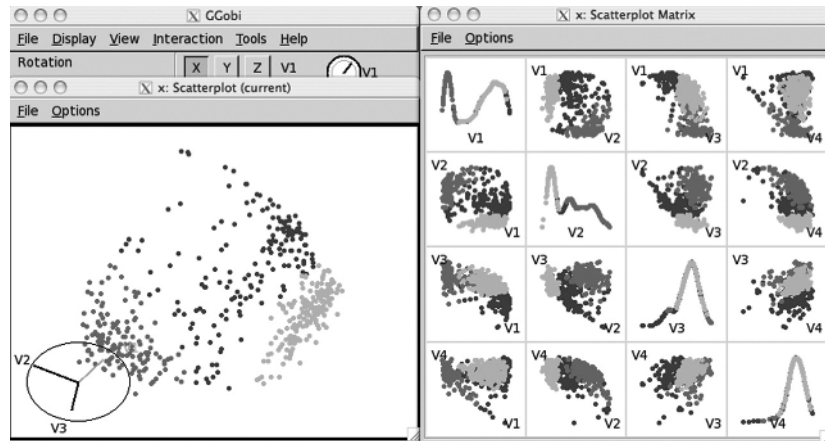 GGobi
File Display View Interaction Tools Help
Rotation X Y Z V1 V1
x: Scatterplot (current)
File Options
V2
V3
x: Scatterplot Matrix
File Options
V1 V1 V2 V1 V3 V1 V4
V2 V1 V2 V2 V3 V2 V4
V3 V1 V2 V3 V3 V4
V4 V1 V4 V2 V4 V3 V4